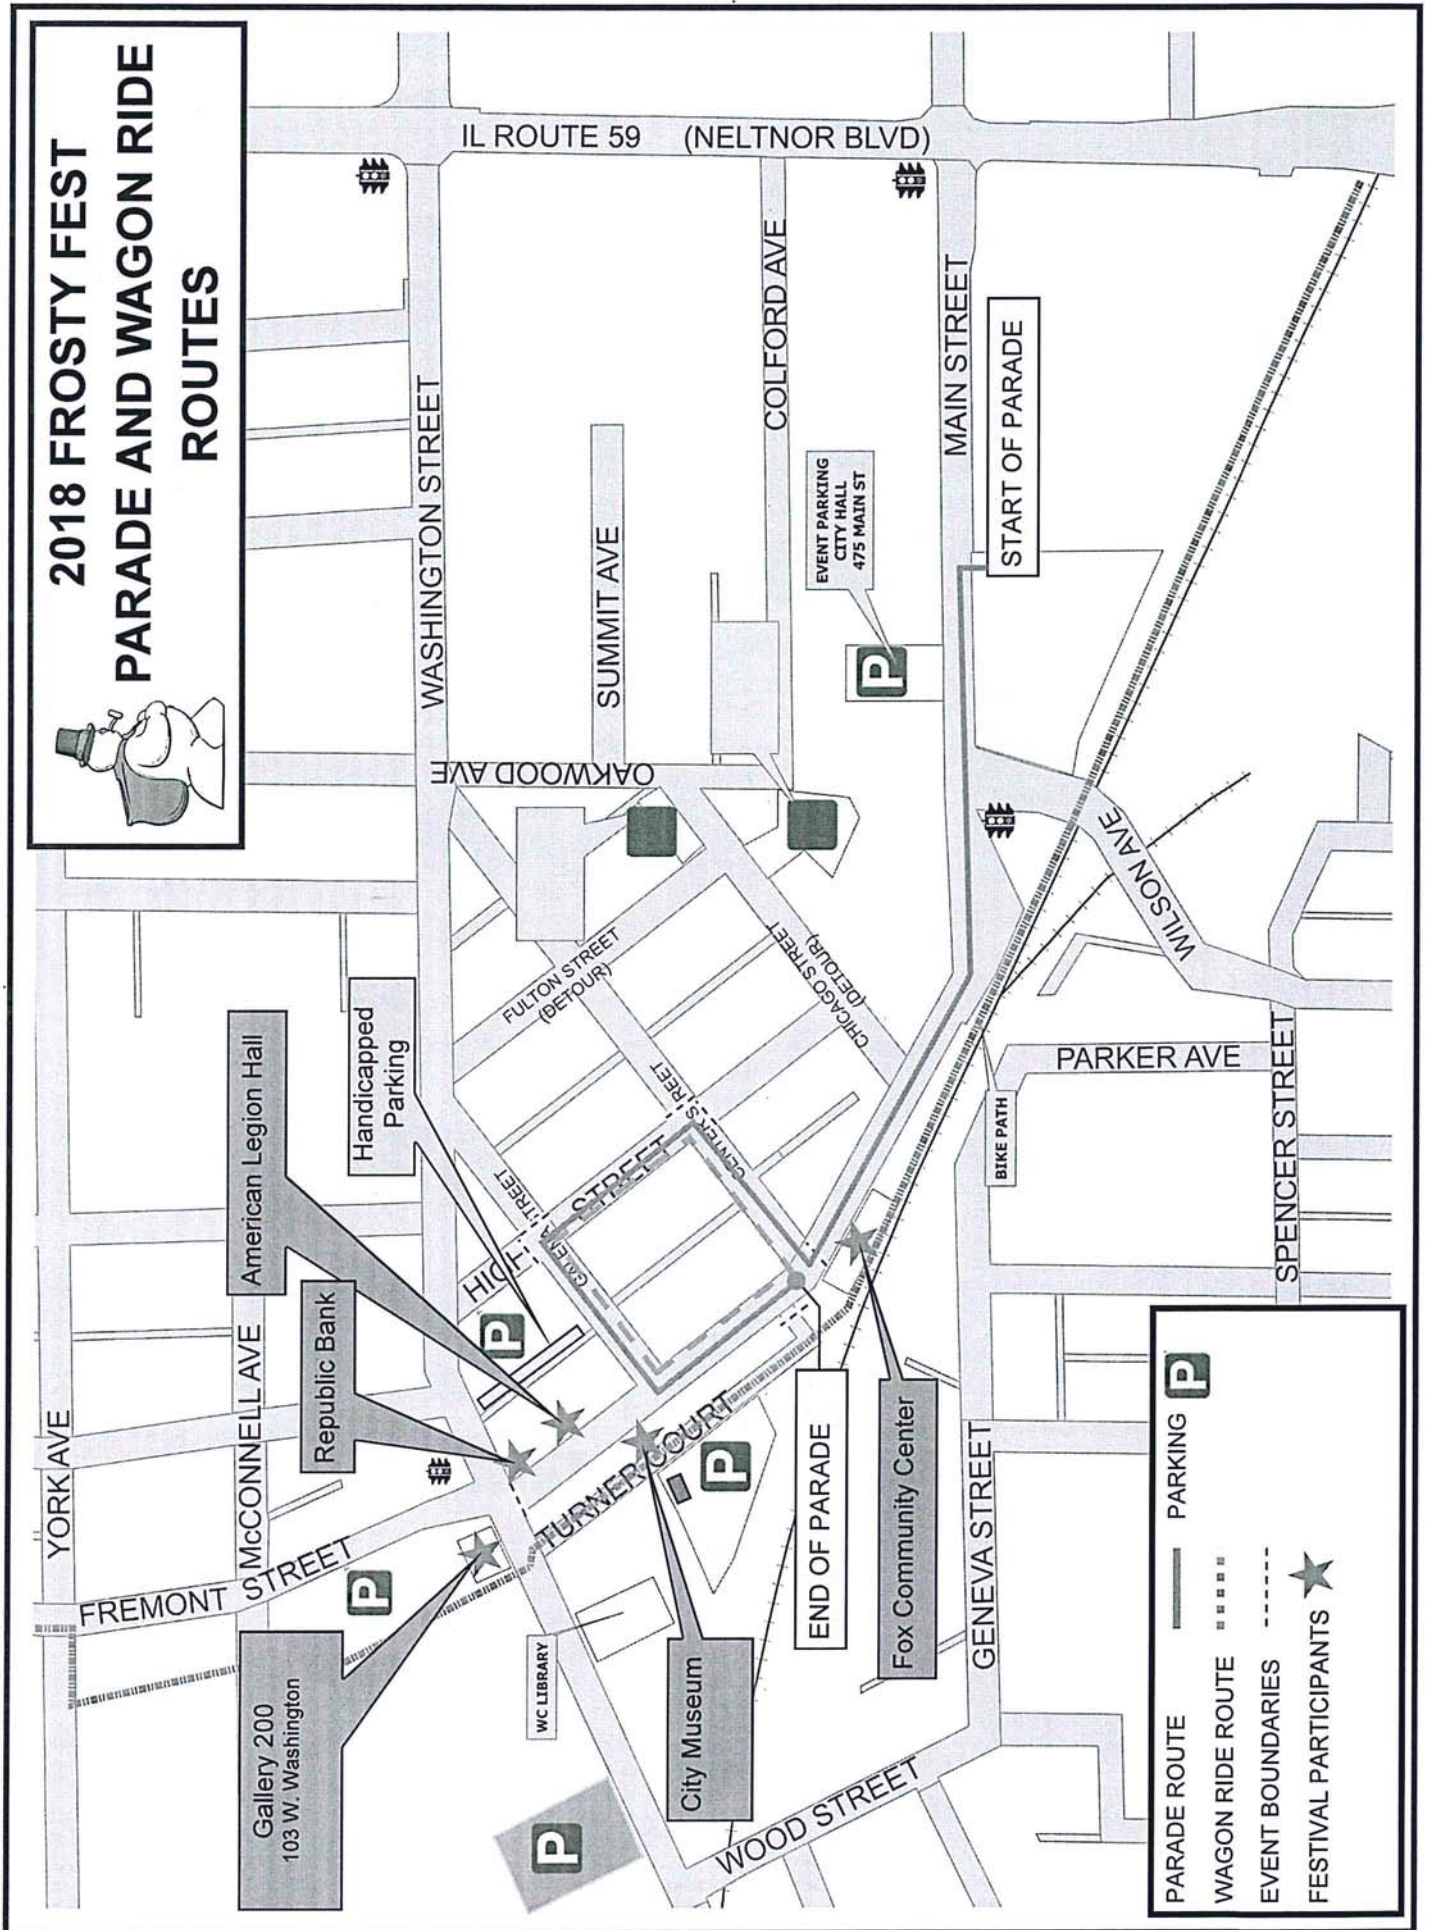 2018 FROSTY FEST
PARADE AND WAGON RIDE
ROUTES
IL ROUTE 59 (NELTNOR BLVD)
WASHINGTON STREET
SUMMIT AVE
COLFORD AVE
MAIN STREET
OAKWOOD AVE
EVENT PARKING
CITY HALL
475 MAIN ST
P
START OF PARADE
WILSON AVE
FULTON STREET
(DETOUR)
CHICAGO STREET
(DETOUR)
CENTER STREET
HIGH STREET
GALENA STREET
Handicapped
Parking
P
American Legion Hall
Republic Bank
YORK AVE
McCONNELL AVE
FREMONT STREET
P
Gallery 200
103 W. Washington
TURNER COURT
P
WC LIBRARY
City Museum
END OF PARADE
Fox Community Center
BIKE PATH
PARKER AVE
SPENCER STREET
GENEVA STREET
WOOD STREET
P
PARADE ROUTE
PARKING P
WAGON RIDE ROUTE
EVENT BOUNDARIES
FESTIVAL PARTICIPANTS